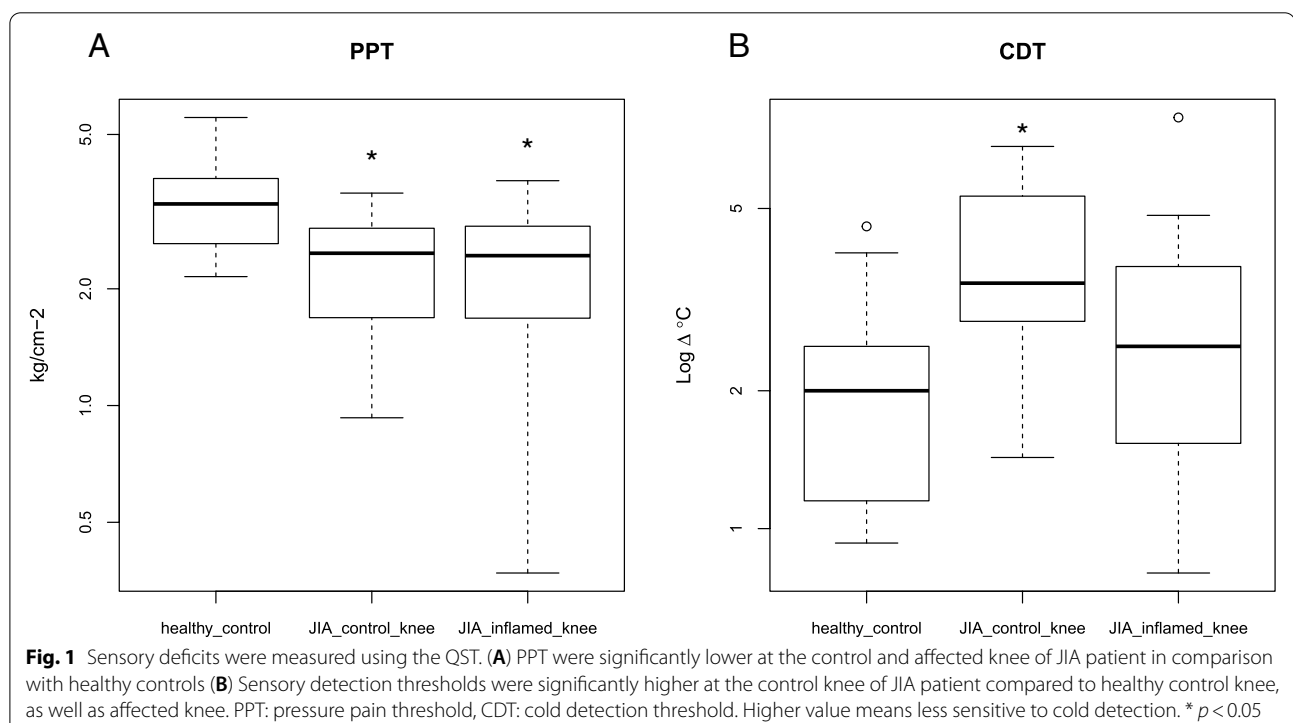 A
PPT
kg/cm−2
5.0
2.0
1.0
0.5
*
*
healthy_control
JIA_control_knee
JIA_inflamed_knee
B
CDT
Log Δ °C
5
2
1
*
healthy_control
JIA_control_knee
JIA_inflamed_knee
Fig. 1 Sensory deficits were measured using the QST. (A) PPT were significantly lower at the control and affected knee of JIA patient in comparison
with healthy controls (B) Sensory detection thresholds were significantly higher at the control knee of JIA patient compared to healthy control knee,
as well as affected knee. PPT: pressure pain threshold, CDT: cold detection threshold. Higher value means less sensitive to cold detection. * p < 0.05